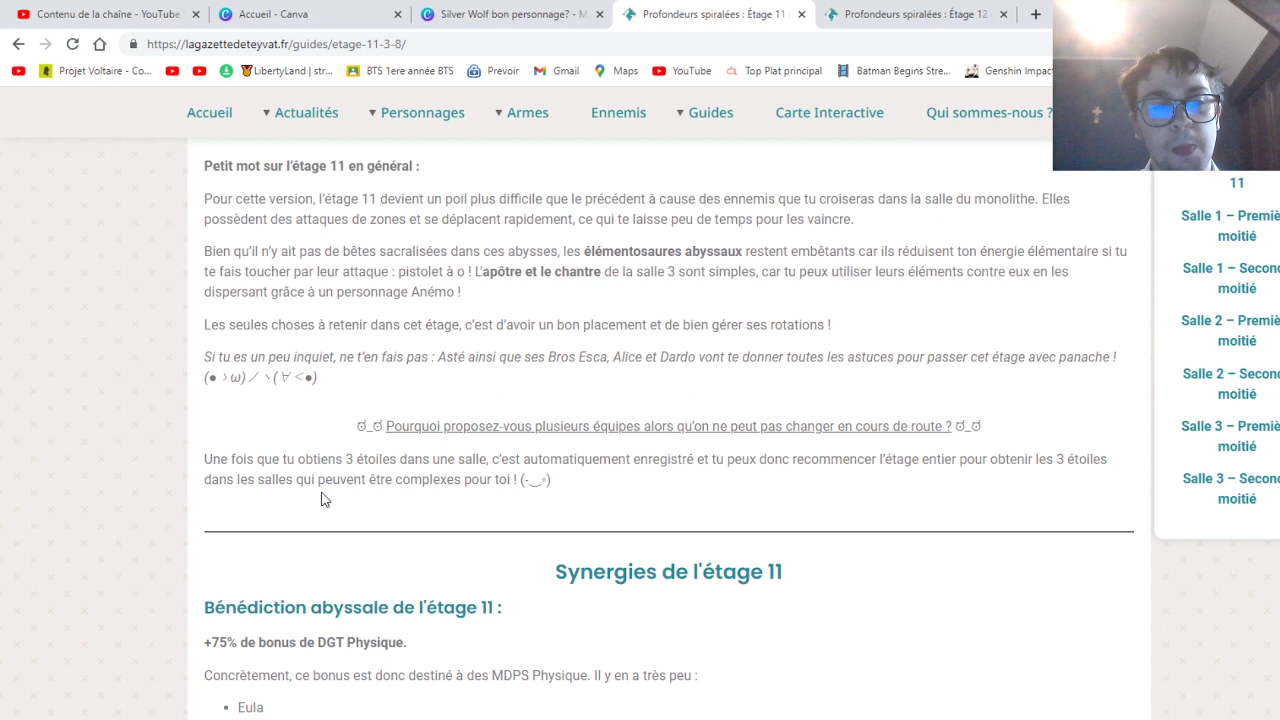 Contenu de la chaîne - YouTube
Accueil - Canva
Silver Wolf bon personnage? - M
Profondeurs spiralées : Étage 11
Profondeurs spiralées : Étage 12
https://lagazettedeteyvat.fr/guides/etage-11-3-8/
Projet Voltaire - Co...
LibertyLand | str...
BTS 1ere année BTS
Prevoir
Gmail
Maps
YouTube
Top Plat principal
Batman Begins Stre...
Genshin Impact
Accueil
Actualités
Personnages
Armes
Ennemis
Guides
Carte Interactive
Qui sommes-nous ?
Petit mot sur l'étage 11 en général :
Pour cette version, l'étage 11 devient un poil plus difficile que le précédent à cause des ennemis que tu croiseras dans la salle du monolithe. Elles
possèdent des attaques de zones et se déplacent rapidement, ce qui te laisse peu de temps pour les vaincre.
Bien qu'il n'y ait pas de bêtes sacralisées dans ces abysses, les élémentosaures abyssaux restent embêtants car ils réduisent ton énergie élémentaire si tu
te fais toucher par leur attaque : pistolet à o ! L'apôtre et le chantre de la salle 3 sont simples, car tu peux utiliser leurs éléments contre eux en les
dispersant grâce à un personnage Anémo !
Les seules choses à retenir dans cet étage, c'est d'avoir un bon placement et de bien gérer ses rotations !
Si tu es un peu inquiet, ne t'en fais pas : Asté ainsi que ses Bros Esca, Alice et Dardo vont te donner toutes les astuces pour passer cet étage avec panache !
(●ゝω)ノヽ(∀＜●)
Pourquoi proposez-vous plusieurs équipes alors qu'on ne peut pas changer en cours de route ?
Une fois que tu obtiens 3 étoiles dans une salle, c'est automatiquement enregistré et tu peux donc recommencer l'étage entier pour obtenir les 3 étoiles
dans les salles qui peuvent être complexes pour toi ! (-‿◦)
Synergies de l'étage 11
Bénédiction abyssale de l'étage 11 :
+75% de bonus de DGT Physique.
Concrètement, ce bonus est donc destiné à des MDPS Physique. Il y en a très peu :
• Eula
11
Salle 1 – Premiè
moitié
Salle 1 – Second
moitié
Salle 2 – Premiè
moitié
Salle 2 – Second
moitié
Salle 3 – Premiè
moitié
Salle 3 – Second
moitié